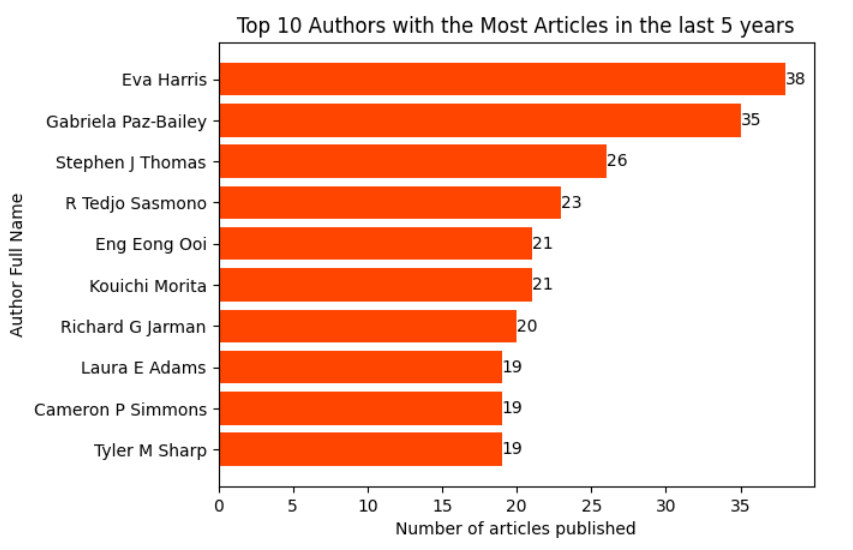 Top 10 Authors with the Most Articles in the last 5 years
Author Full Name
Eva Harris 38
Gabriela Paz-Bailey 35
Stephen J Thomas 26
R Tedjo Sasmono 23
Eng Eong Ooi 21
Kouichi Morita 21
Richard G Jarman 20
Laura E Adams 19
Cameron P Simmons 19
Tyler M Sharp 19
0 5 10 15 20 25 30 35
Number of articles published